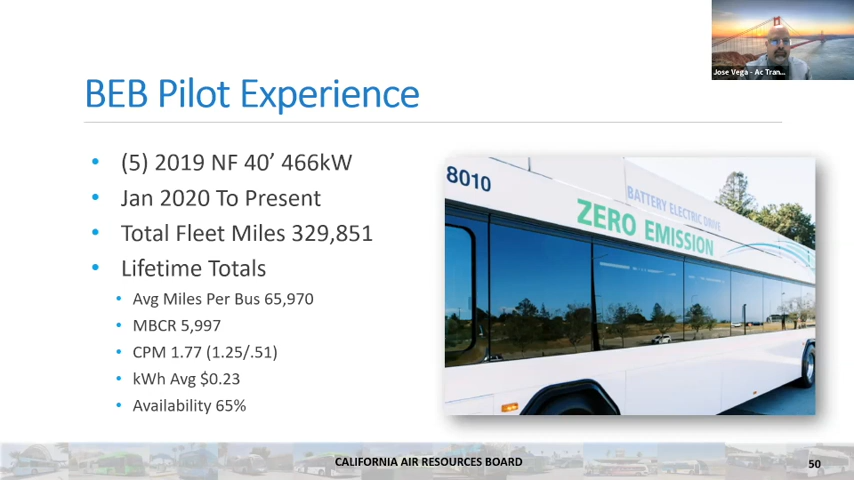 Jose Vega - Ac Tran...
BEB Pilot Experience
(5) 2019 NF 40’ 466kW
Jan 2020 To Present
Total Fleet Miles 329,851
Lifetime Totals
Avg Miles Per Bus 65,970
MBCR 5,997
CPM 1.77 (1.25/.51)
kWh Avg $0.23
Availability 65%
8010
BATTERY ELECTRIC DRIVE
ZERO EMISSION
CALIFORNIA AIR RESOURCES BOARD
50